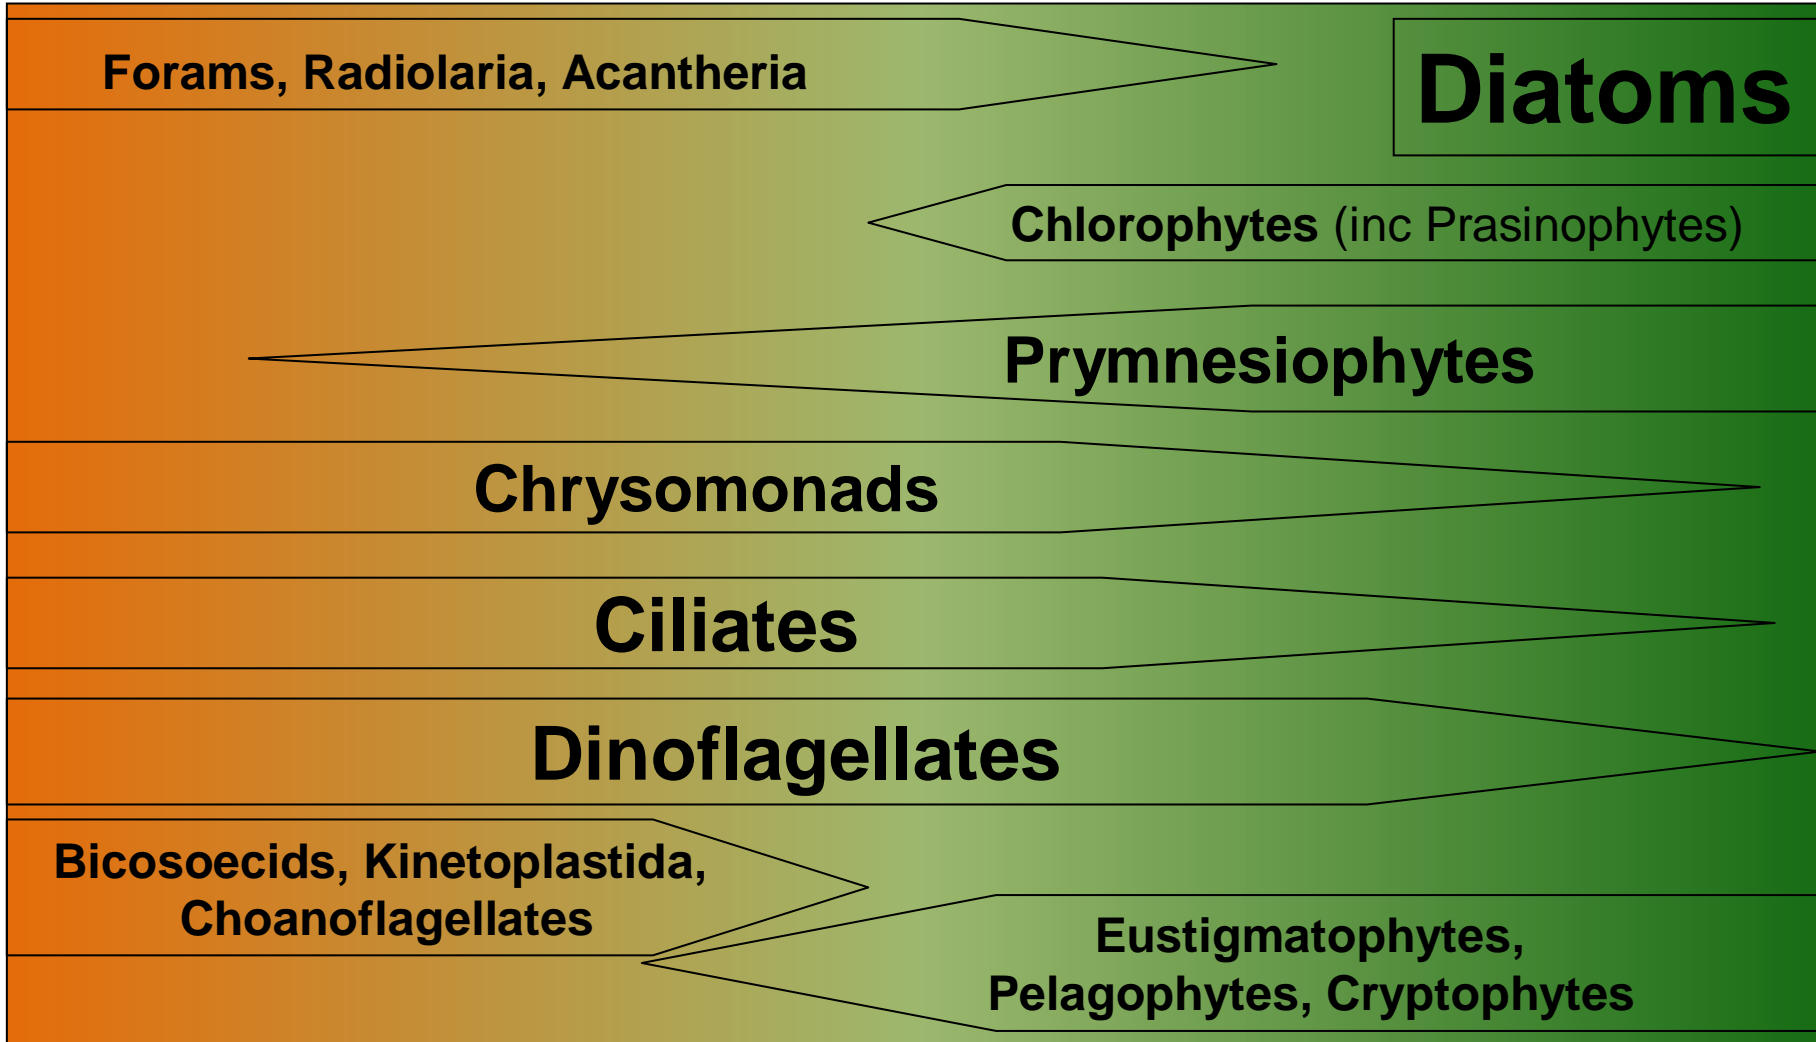 Forams, Radiolaria, Acantheria
Diatoms
Chlorophytes (inc Prasinophytes)
Prymnesiophytes
Chrysomonads
Ciliates
Dinoflagellates
Bicosoecids, Kinetoplastida,
Choanoflagellates
Eustigmatophytes,
Pelagophytes, Cryptophytes